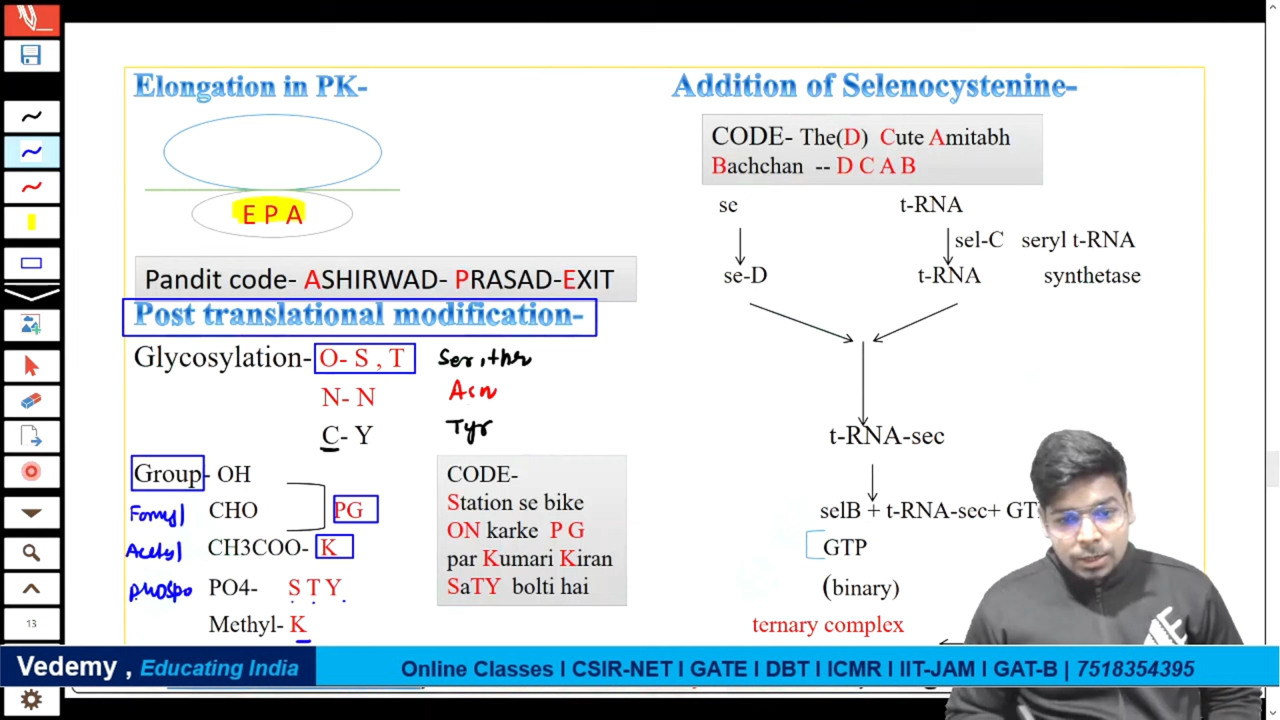 Elongation in PK-
E P A
Pandit code- ASHIRWAD- PRASAD-EXIT
Post translational modification-
Glycosylation- O- S , T Ser, thr
N- N Asn
C- Y Tyr
Group- OH
Formyl CHO PG
Acetyl CH3COO- K
phospo PO4- S T Y
Methyl- K
CODE-
Station se bike
ON karke P G
par Kumari Kiran
SaTY bolti hai
Addition of Selenocystenine-
CODE- The(D) Cute Amitabh
Bachchan -- D C A B
se t-RNA
sel-C seryl t-RNA
se-D t-RNA synthetase
t-RNA-sec
selB + t-RNA-sec+ GT
GTP
(binary)
ternary complex
13
Vedemy , Educating India Online Classes I CSIR-NET I GATE I DBT I ICMR I IIT-JAM I GAT-B | 7518354395